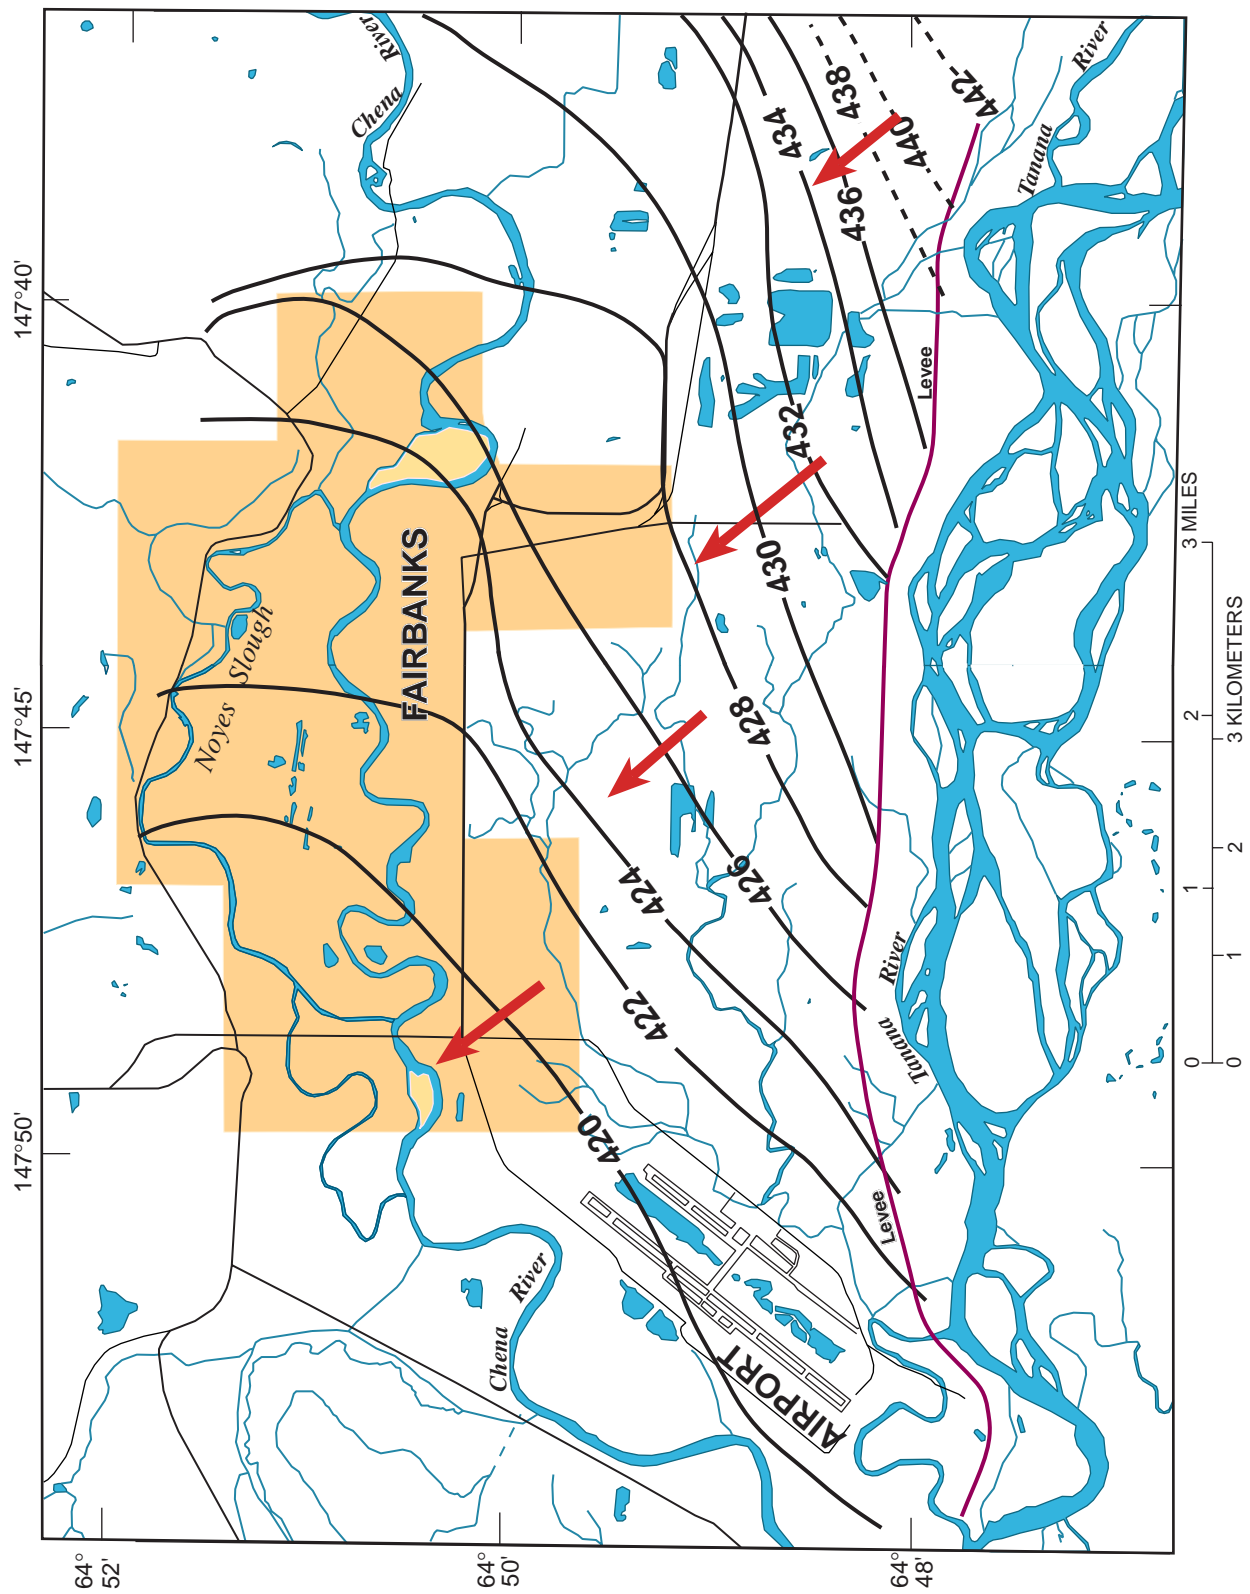 147°40'
147°45'
147°50'
64°
52'
64°
50'
64°
48'
Chena
River
Noyes
Slough
FAIRBANKS
Chena
River
AIRPORT
Tanana
River
Tanana
River
Levee
Levee
420
422
424
426
428
430
432
434
436
438
440
442
0
1
2
3 MILES
0
1
2
3 KILOMETERS